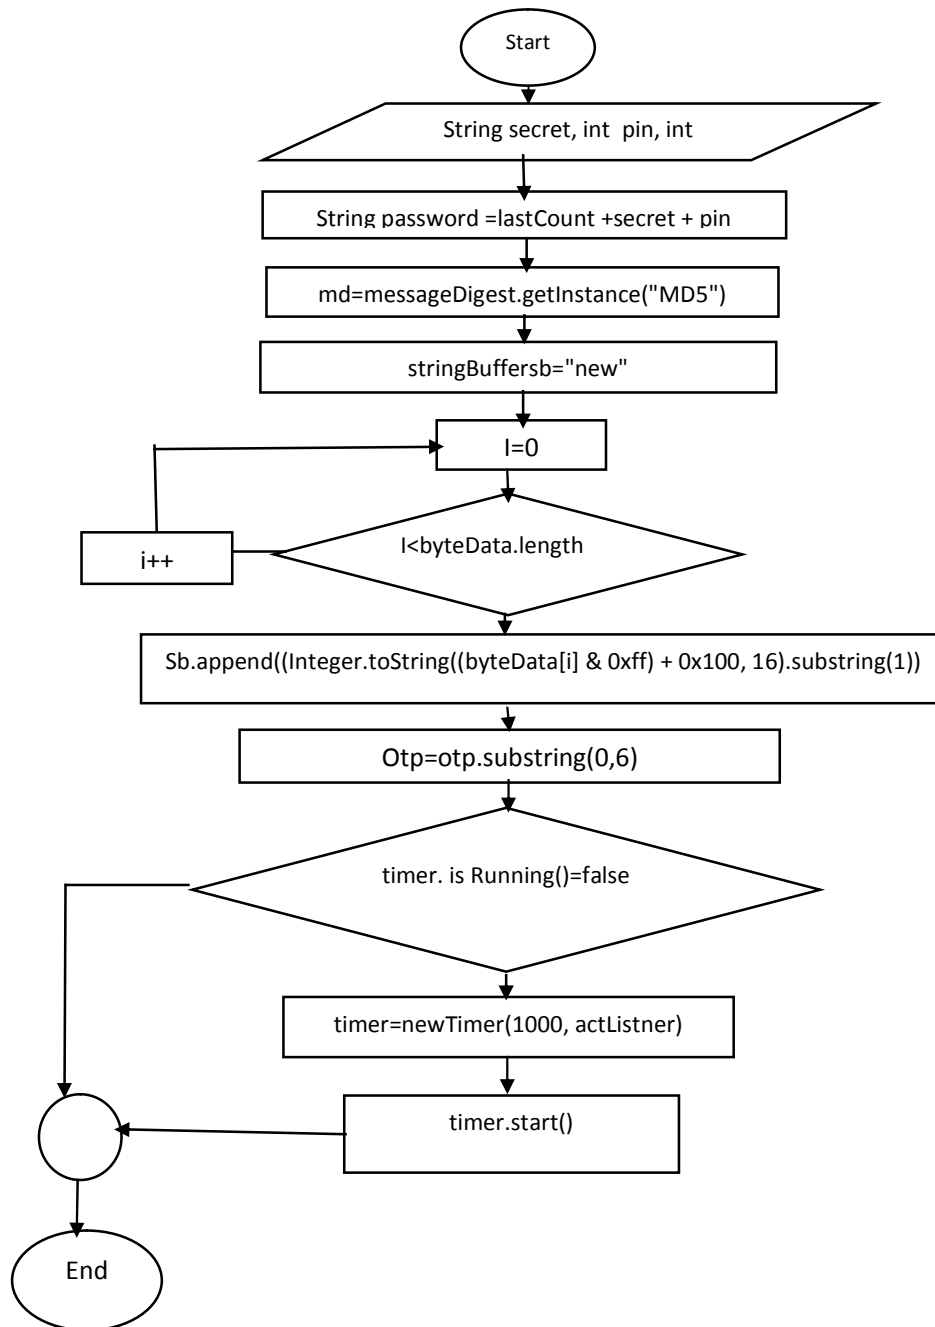 Start
String secret, int pin, int
String password =lastCount +secret + pin
md=messageDigest.getInstance("MD5")
stringBuffersb="new"
I=0
I<byteData.length
i++
Sb.append((Integer.toString((byteData[i] & 0xff) + 0x100, 16).substring(1))
Otp=otp.substring(0,6)
timer. is Running()=false
timer=newTimer(1000, actListner)
timer.start()
End